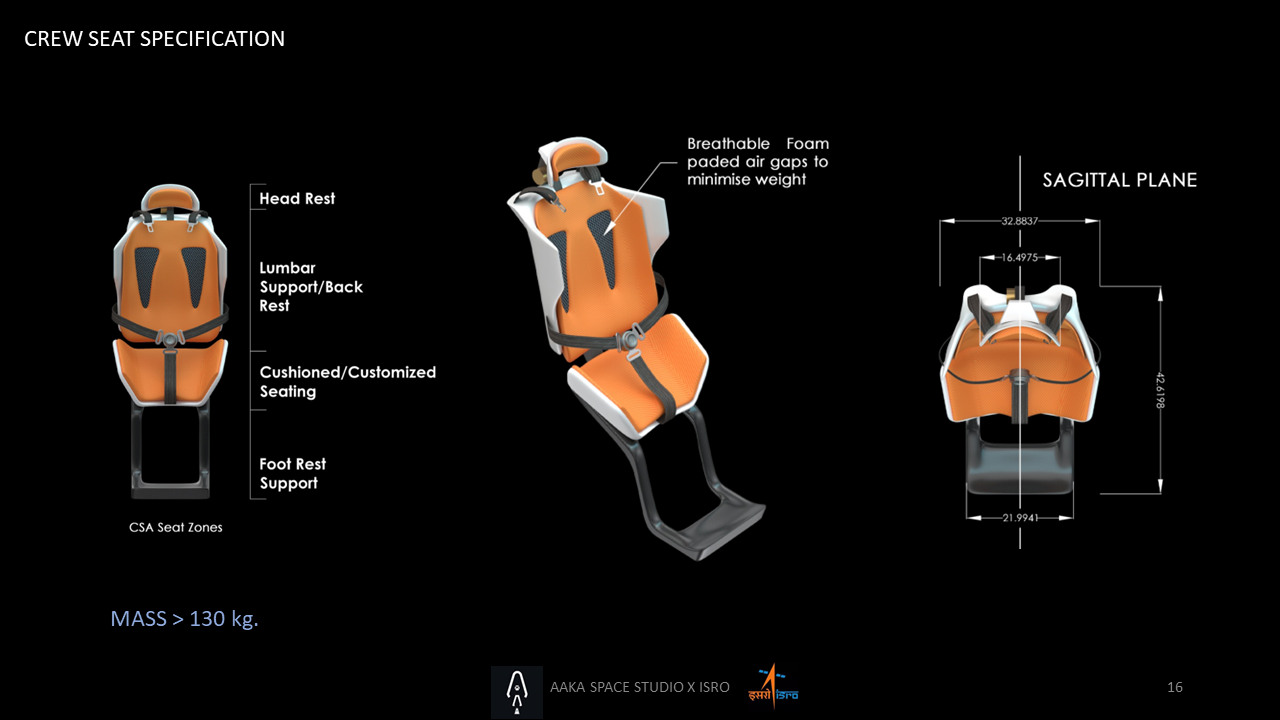 CREW SEAT SPECIFICATION
Head Rest
Lumbar
Support/Back
Rest
Cushioned/Customized
Seating
Foot Rest
Support
CSA Seat Zones
Breathable Foam
paded air gaps to
minimise weight
SAGITTAL PLANE
32.8837
16.4975
42.6198
21.9941
MASS > 130 kg.
AAKA SPACE STUDIO X ISRO
इसरो isro
16